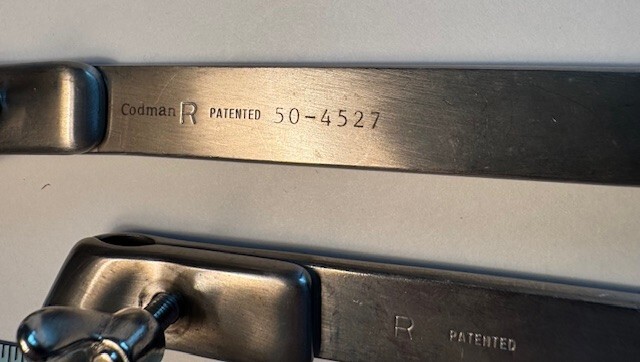 Codman R PATENTED 50-4527
R PATENTED